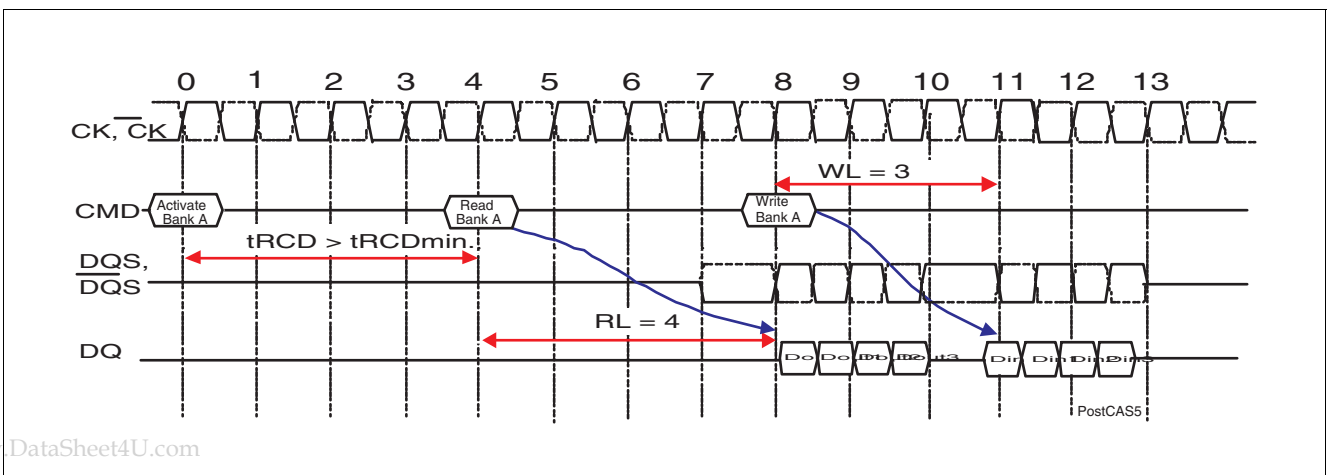 0 1 2 3 4 5 6 7 8 9 10 11 12 13
CK, CK
WL = 3
CMD Activate Bank A Read Bank A Write Bank A
tRCD > tRCDmin.
DQS,
DQS
RL = 4
DQ
PostCAS5
.DataSheet4U.com